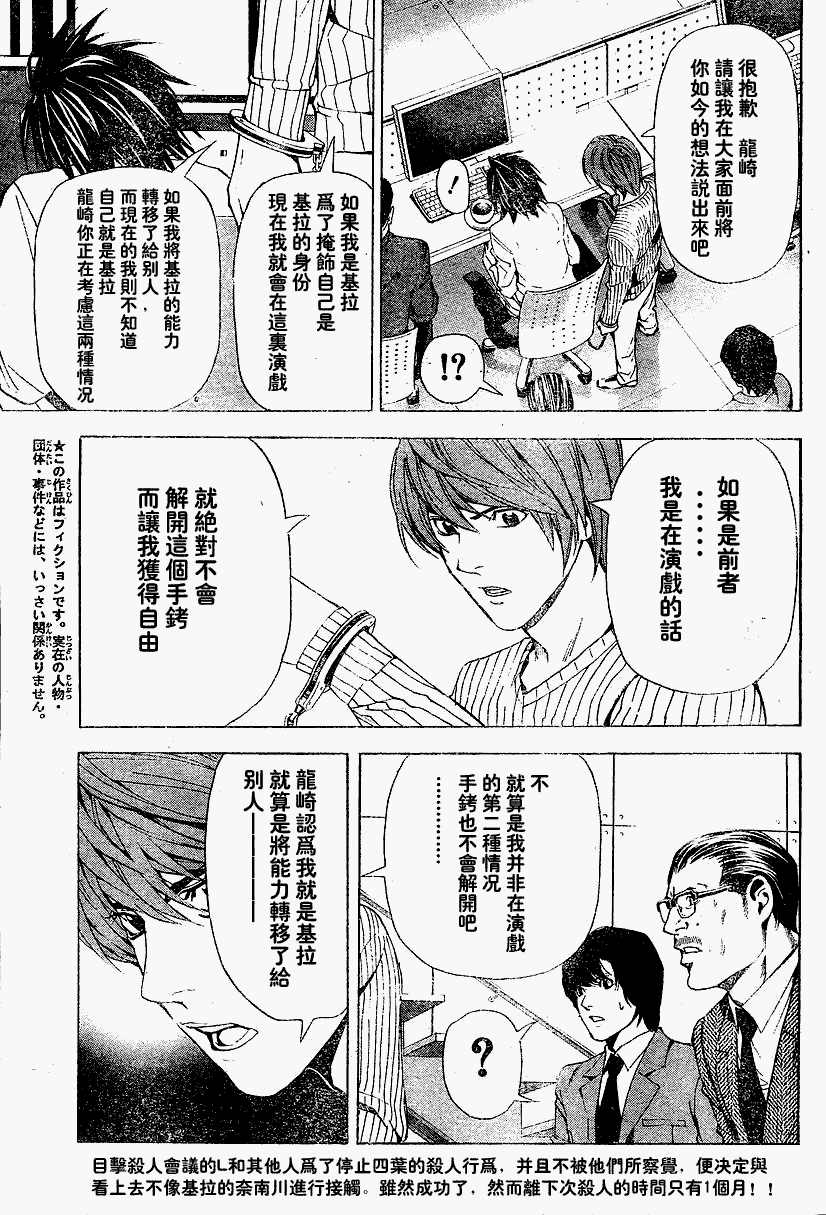 很抱歉　龍崎
請讓我在大家面前將
你如今的想法説出來吧
！
!?
如果我是基拉
爲了掩飾自己是
基拉的身份
現在我就會在這裏演戲
如果我將基拉的能力
轉移了給别人，
而現在的我則不知道
自己就是基拉
龍崎你正在考慮這兩種情况
如果是前者
……
我是在演戲的話
就絕對不會
解開這個手銬
而讓我獲得自由
不
就算是我并非在演戲
的第二種情况
手銬也不會解開吧
…………
？
龍崎認爲我就是基拉
就算是將能力轉移了給
别人————
★この作品はフィクションです。実在の人物・
団体・事件などには、いっさい関係ありません。
目擊殺人會議的L和其他人爲了停止四葉的殺人行爲，并且不被他們所察覺，便决定與
看上去不像基拉的奈南川進行接觸。雖然成功了，然而離下次殺人的時間只有1個月！！